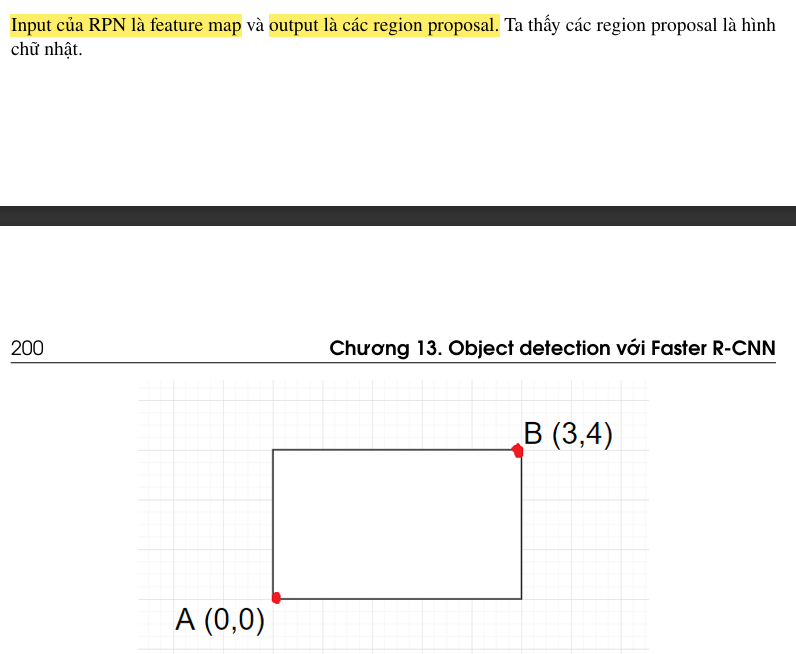 Input của RPN là feature map và output là các region proposal. Ta thấy các region proposal là hình
chữ nhật.
200
Chương 13. Object detection với Faster R-CNN
B (3,4)
A (0,0)